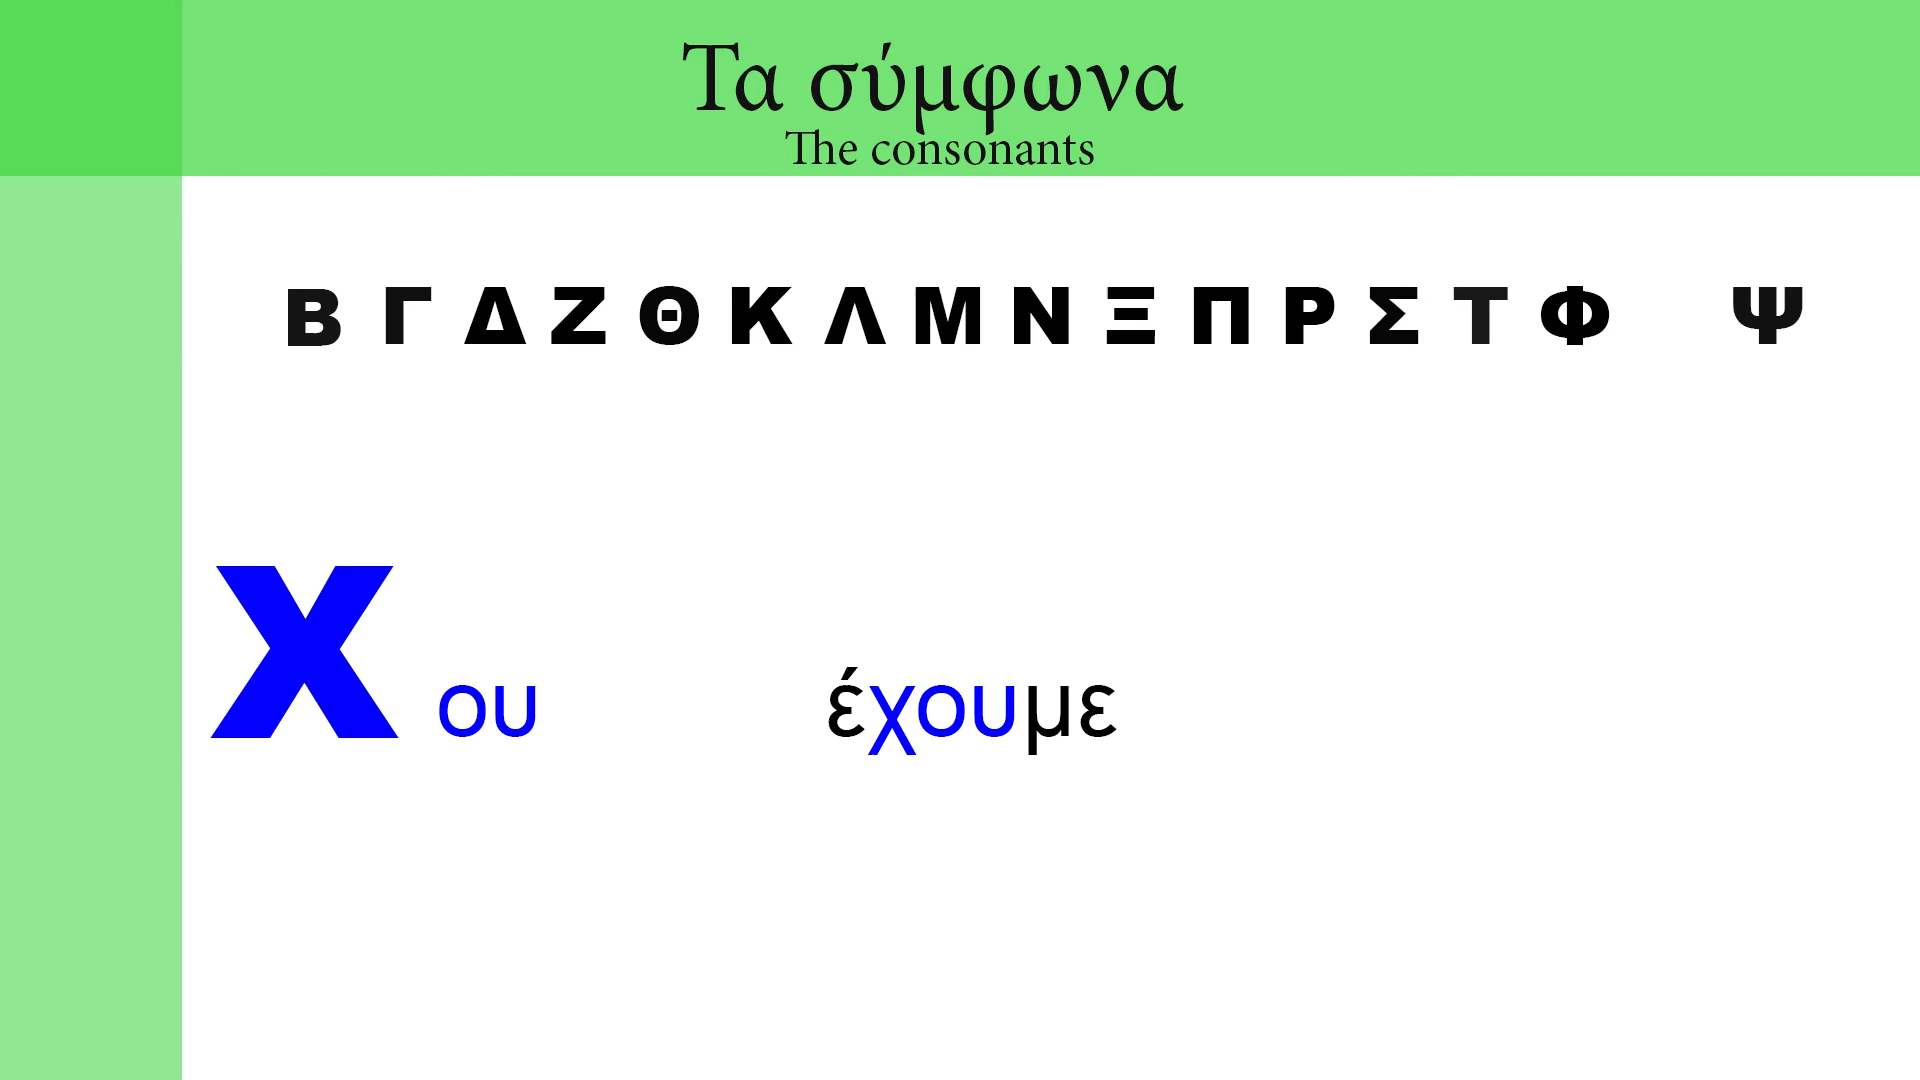 Τα σύμφωνα
The consonants
Β Γ Δ Ζ Θ Κ Λ Μ Ν Ξ Π Ρ Σ Τ Φ Ψ
Χ ου έχουμε